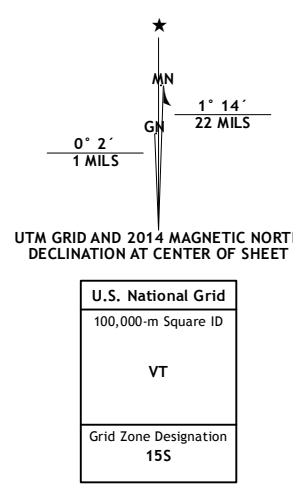 MN
1° 14´
22 MILS
GN
0° 2´
1 MILS
UTM GRID AND 2014 MAGNETIC NORT
DECLINATION AT CENTER OF SHEET
U.S. National Grid
100,000-m Square ID
VT
Grid Zone Designation
15S